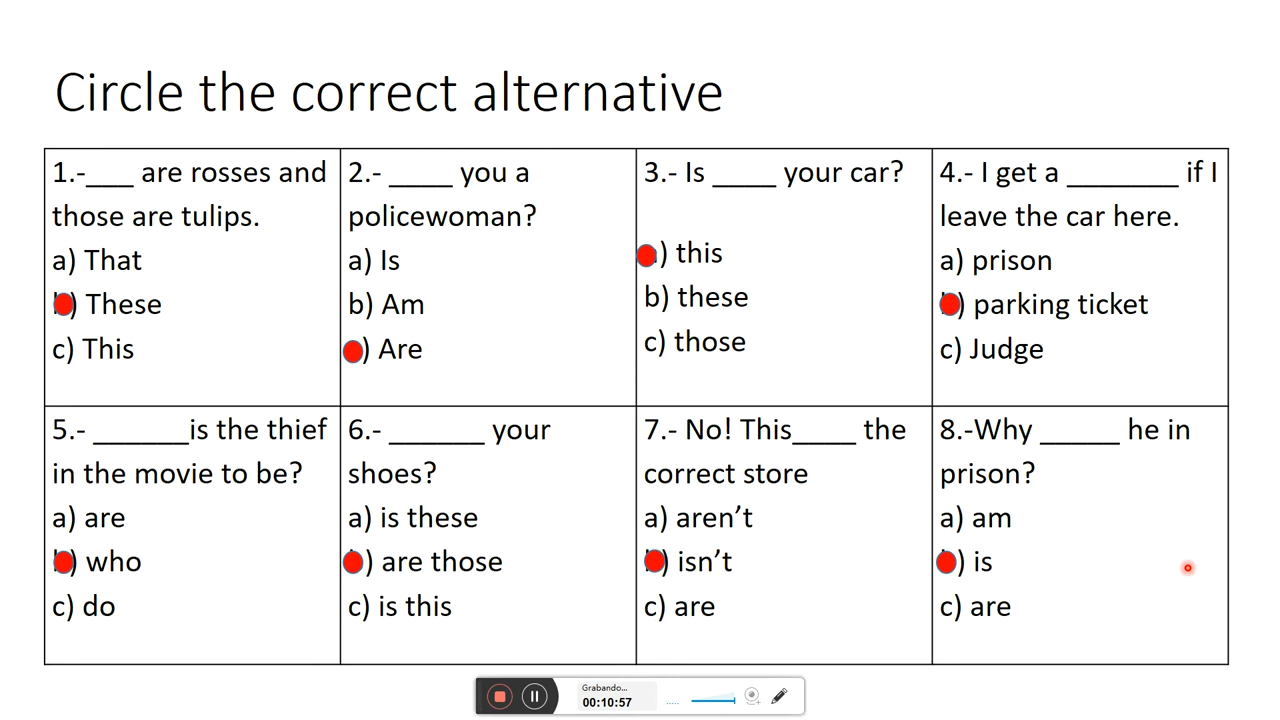 Circle the correct alternative
1.-___ are rosses and
those are tulips.
a) That
) These
c) This
2.- ____ you a
policewoman?
a) Is
b) Am
) Are
3.- Is ____ your car?
) this
b) these
c) those
4.- I get a _______ if I
leave the car here.
a) prison
) parking ticket
c) Judge
5.- ______is the thief
in the movie to be?
a) are
) who
c) do
6.- ______ your
shoes?
a) is these
) are those
c) is this
7.- No! This____ the
correct store
a) aren’t
) isn’t
c) are
8.-Why _____ he in
prison?
a) am
) is
c) are
Grabando...
00:10:57